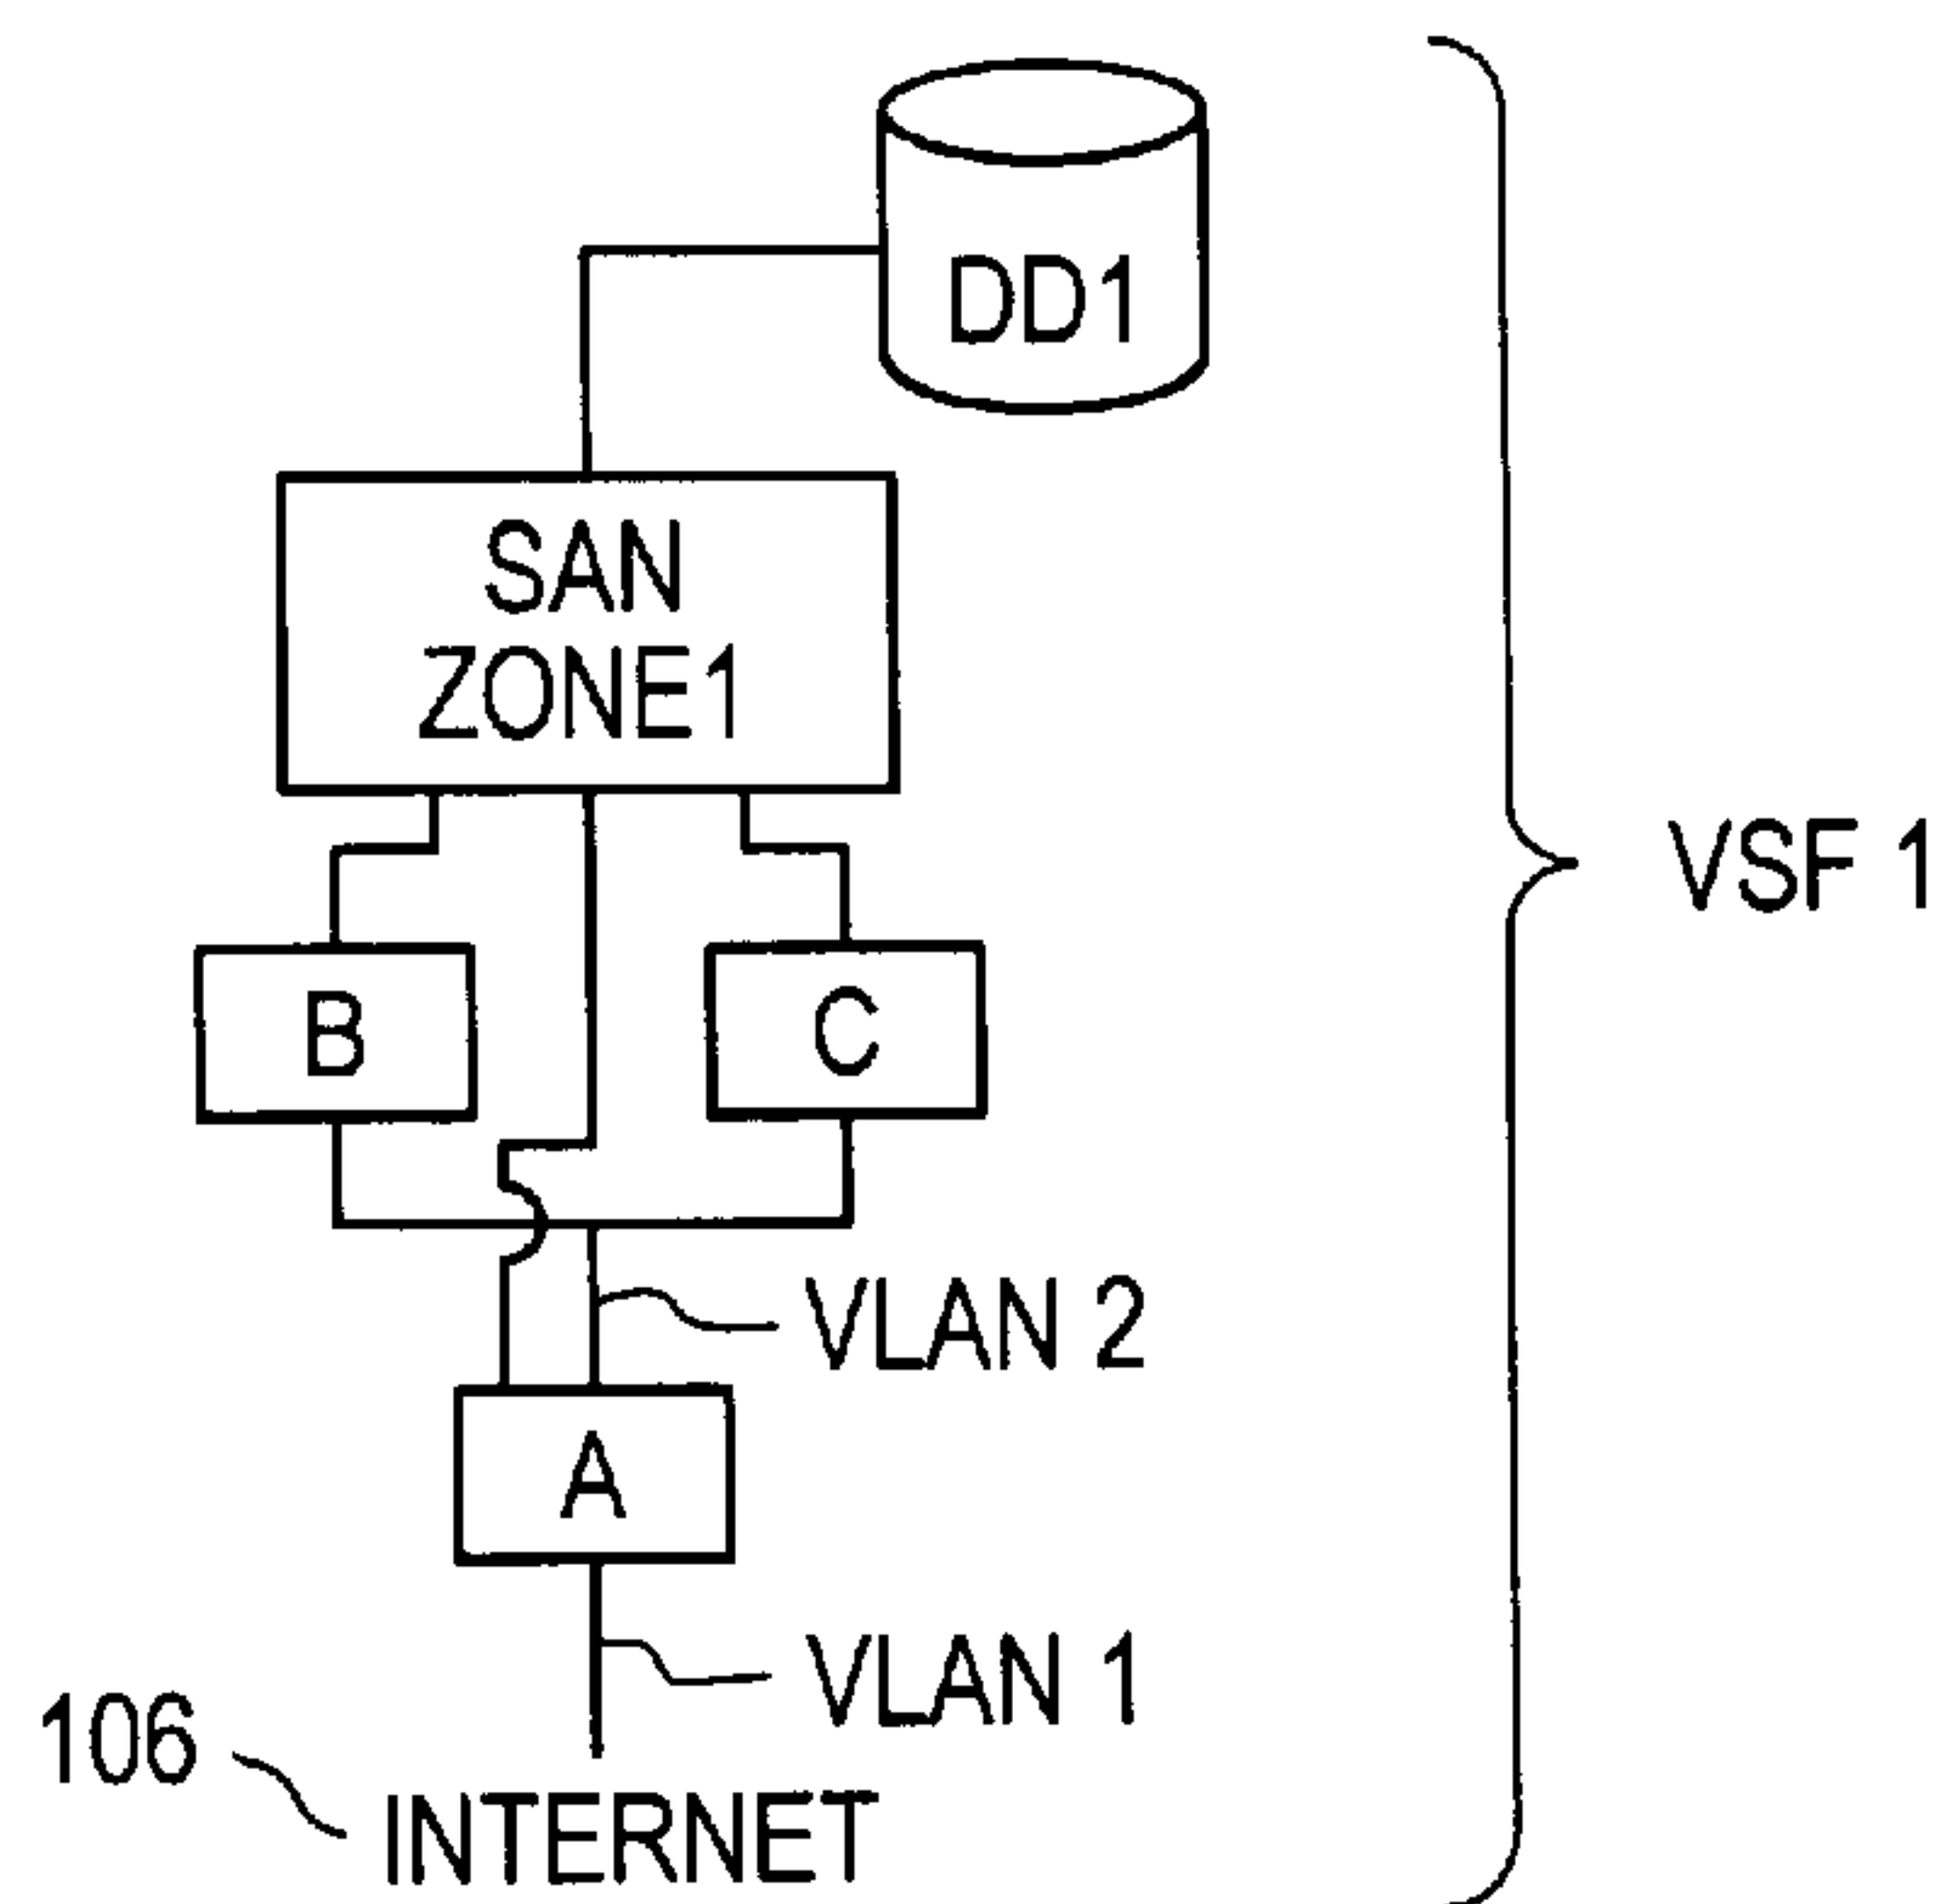 DD1
SAN
ZONE1
VSF 1
B
C
VLAN 2
A
VLAN 1
106
INTERNET